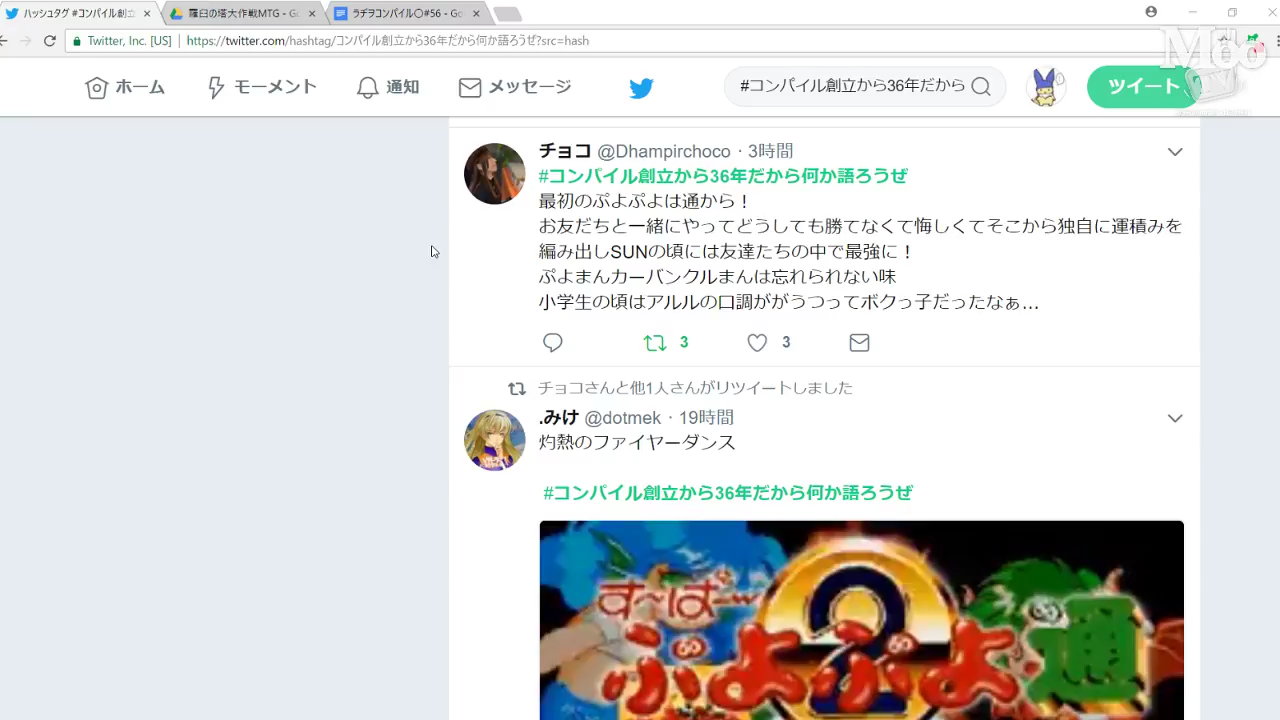 ハッシュタグ #コンパイル創立
羅臼の塔大作戦MTG - Go
ラヂヲコンパイル〇#56 - Go
Twitter, Inc. [US] | https://twitter.com/hashtag/コンパイル創立から36年だから何か語ろうぜ?src=hash
Moo
ホーム モーメント 通知 メッセージ #コンパイル創立から36年だから ツイート
チョコ @Dhampirchoco · 3時間
#コンパイル創立から36年だから何か語ろうぜ
最初のぷよぷよは通から！
お友だちと一緒にやってどうしても勝てなくて悔しくてそこから独自に運積みを
編み出しSUNの頃には友達たちの中で最強に！
ぷよまんカーバンクルまんは忘れられない味
小学生の頃はアルルの口調ががうつってボクっ子だったなぁ…
3 3
チョコさんと他1人さんがリツイートしました
.みけ @dotmek · 19時間
灼熱のファイヤーダンス
#コンパイル創立から36年だから何か語ろうぜ
す〜ぱ〜
2
ぷよぷよ通